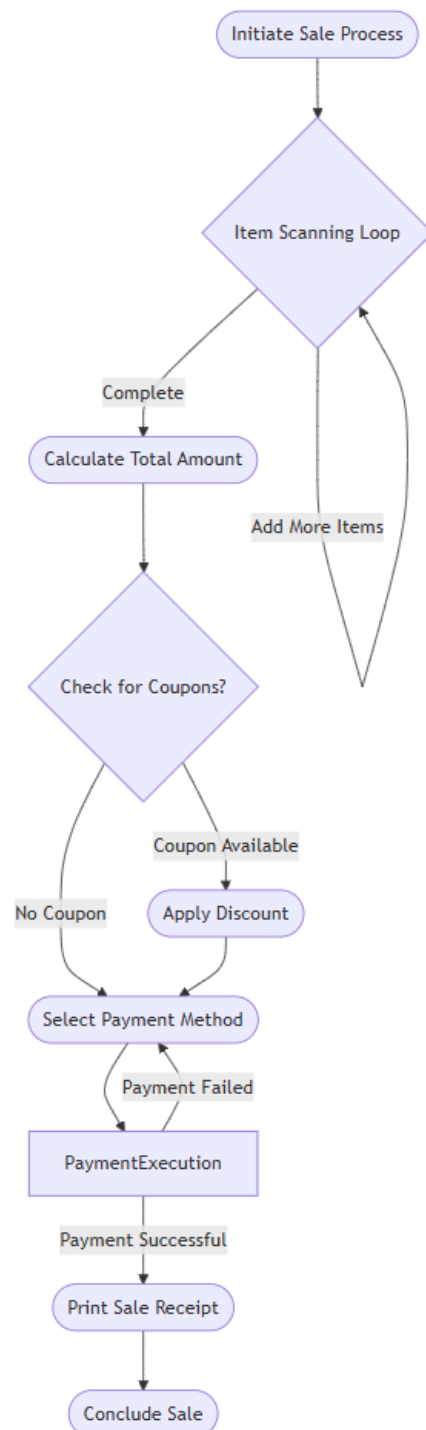 Initiate Sale Process
Item Scanning Loop
Complete
Calculate Total Amount
Add More Items
Check for Coupons?
Coupon Available
No Coupon
Apply Discount
Select Payment Method
Payment Failed
PaymentExecution
Payment Successful
Print Sale Receipt
Conclude Sale